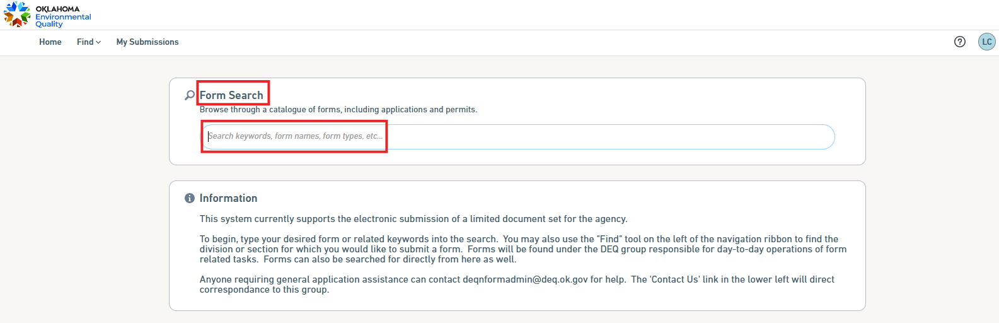 OKLAHOMA
Environmental
Quality
Home Find My Submissions ? LC
Form Search
Browse through a catalogue of forms, including applications and permits.
Search keywords, form names, form types, etc...
Information
This system currently supports the electronic submission of a limited document set for the agency.
To begin, type your desired form or related keywords into the search. You may also use the "Find" tool on the left of the navigation ribbon to find the
division or section for which you would like to submit a form. Forms will be found under the DEQ group responsible for day-to-day operations of form
related tasks. Forms can also be searched for directly from here as well.
Anyone requiring general application assistance can contact deqnformadmin@deq.ok.gov for help. The 'Contact Us' link in the lower left will direct
correspondance to this group.